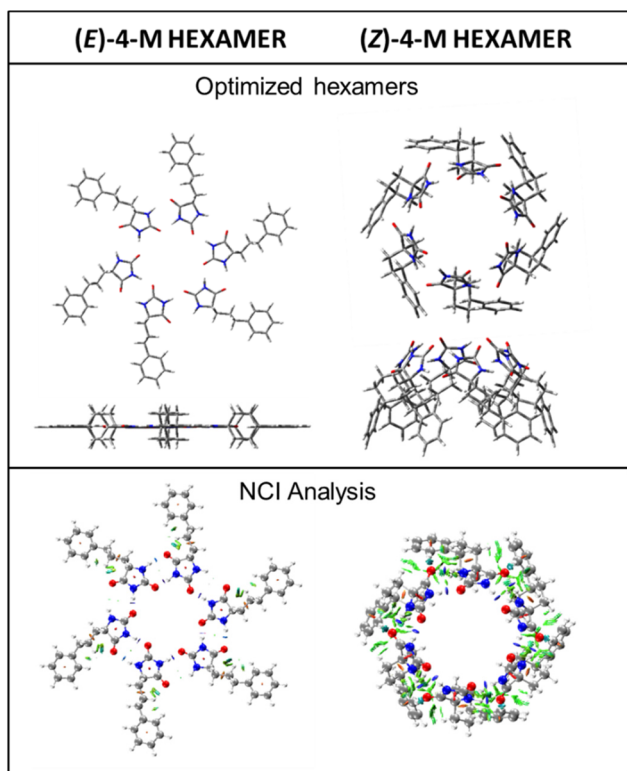 (E)-4-M HEXAMER
(Z)-4-M HEXAMER
Optimized hexamers
NCI Analysis